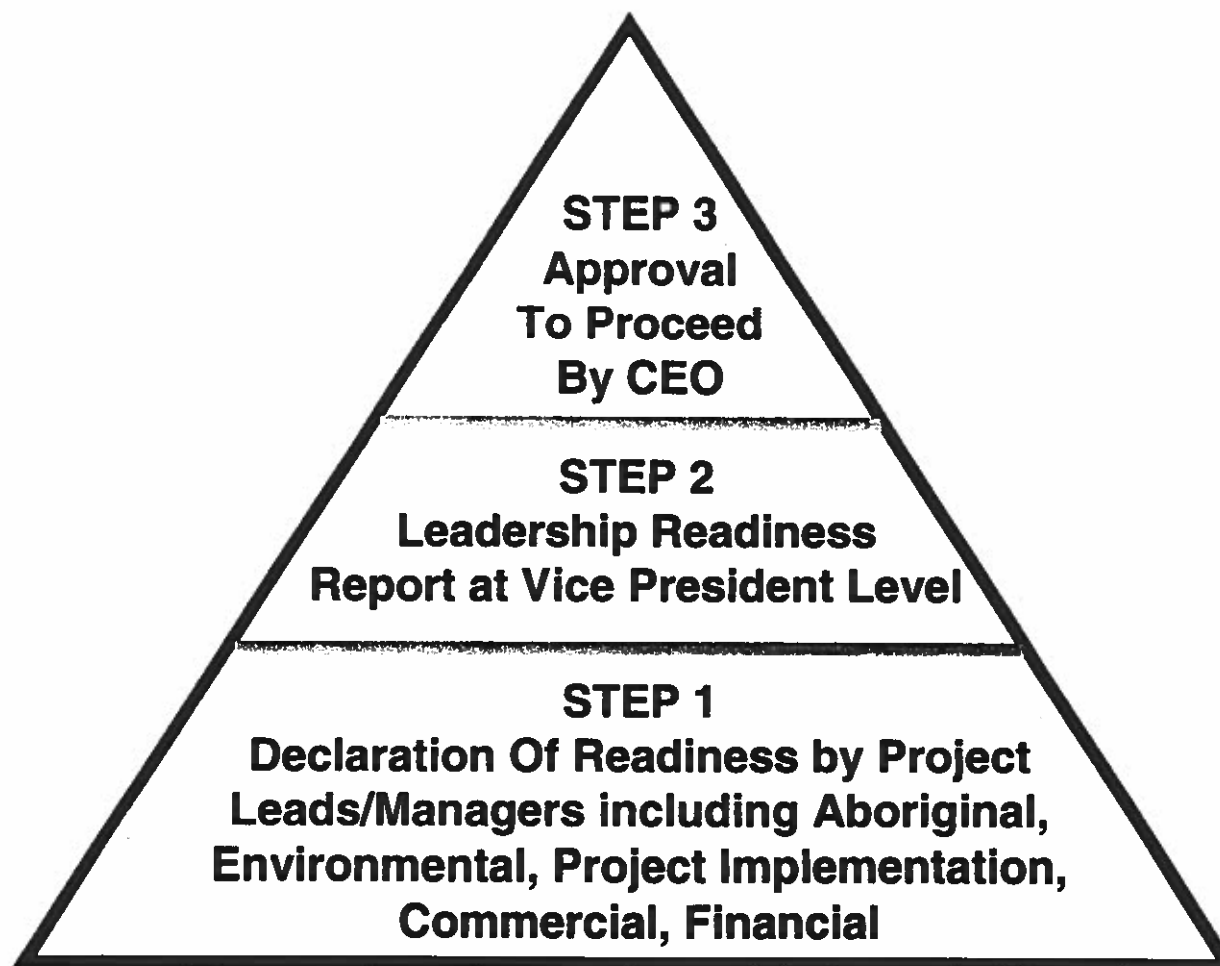 STEP 3
Approval
To Proceed
By CEO
STEP 2
Leadership Readiness
Report at Vice President Level
STEP 1
Declaration Of Readiness by Project
Leads/Managers including Aboriginal,
Environmental, Project Implementation,
Commercial, Financial